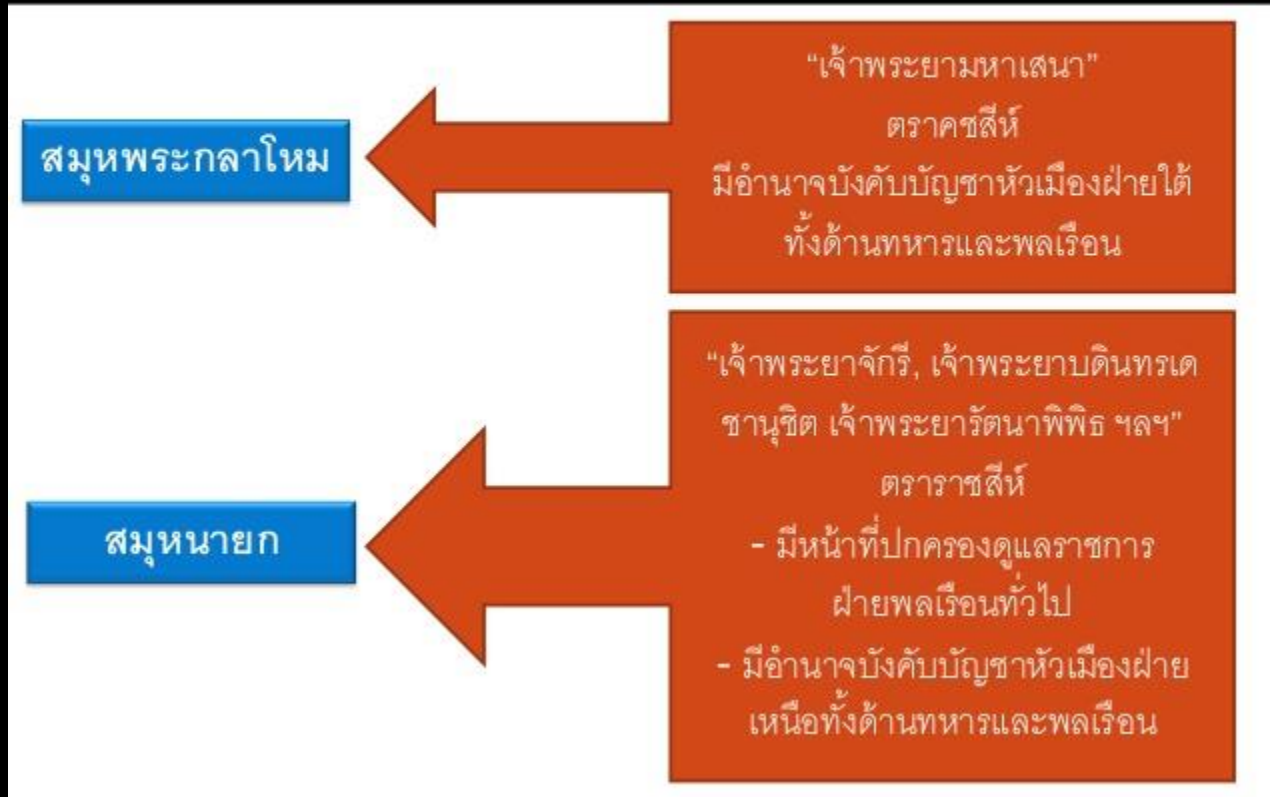 สมุหพระกลาโหม
“เจ้าพระยามหาเสนา”
ตราคชสีห์
มีอำนาจบังคับบัญชาหัวเมืองฝ่ายใต้
ทั้งด้านทหารและพลเรือน
สมุหนายก
“เจ้าพระยาจักรี, เจ้าพระยาบดินทรเด
ชานุชิต เจ้าพระยารัตนาพิพิธ ฯลฯ”
ตราราชสีห์
- มีหน้าที่ปกครองดูแลราชการ
ฝ่ายพลเรือนทั่วไป
- มีอำนาจบังคับบัญชาหัวเมืองฝ่าย
เหนือทั้งด้านทหารและพลเรือน